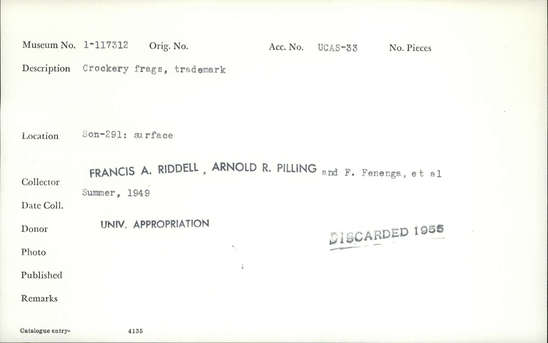 Museum No. 1-117312 Orig. No. Acc. No. UCAS-33 No. Pieces
Description Crockery frags, trademark
Location Son-291: surface
Collector FRANCIS A. RIDDELL, ARNOLD R. PILLING and F. Fenenga, et al
Date Coll. Summer, 1949
Donor UNIV. APPROPRIATION
DISCARDED 1955
Photo
Published
Remarks
Catalogue entry- 4135